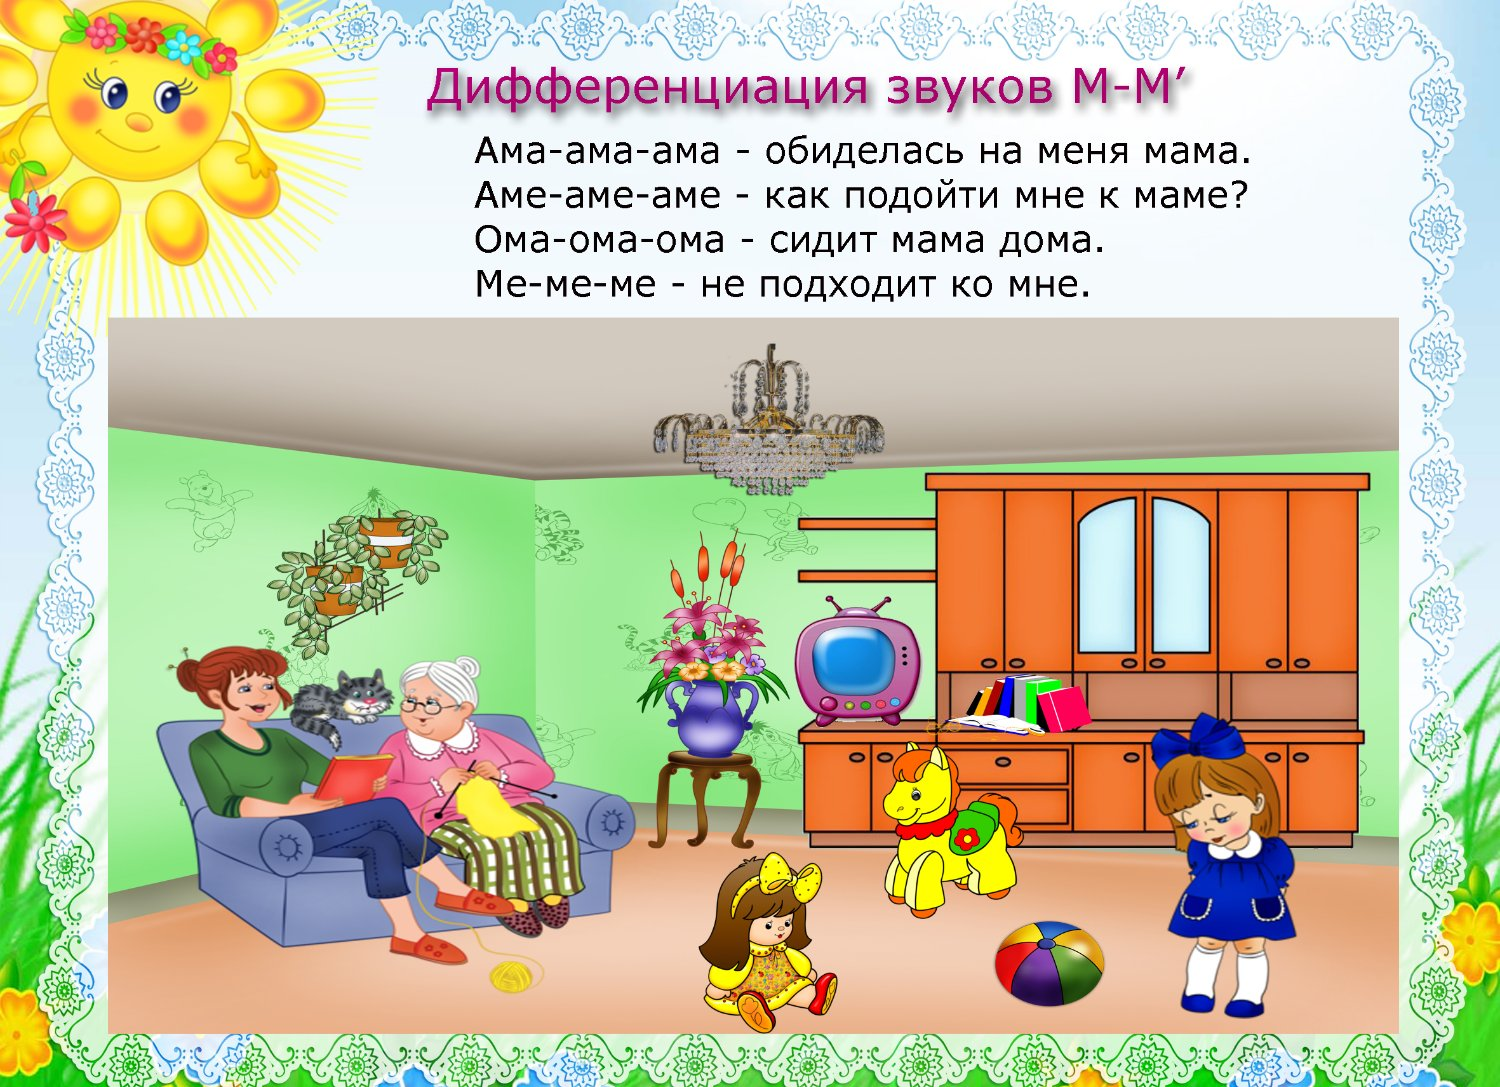 Дифференциация звуков М-М’
Ама-ама-ама - обиделась на меня мама.
Аме-аме-аме - как подойти мне к маме?
Ома-ома-ома - сидит мама дома.
Ме-ме-ме - не подходит ко мне.